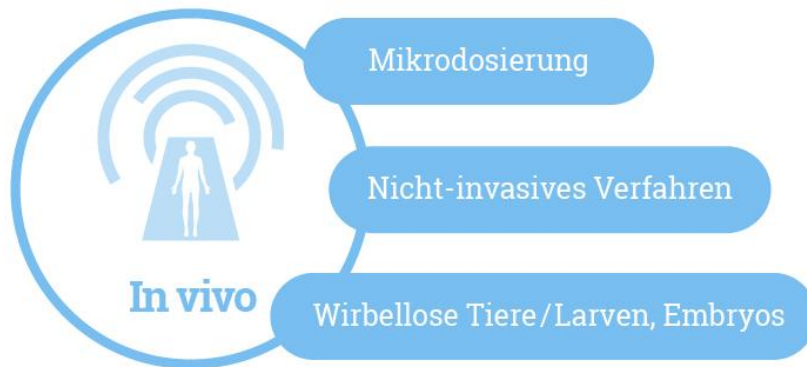 Mikrodosierung
Nicht-invasives Verfahren
In vivo
Wirbellose Tiere/Larven, Embryos